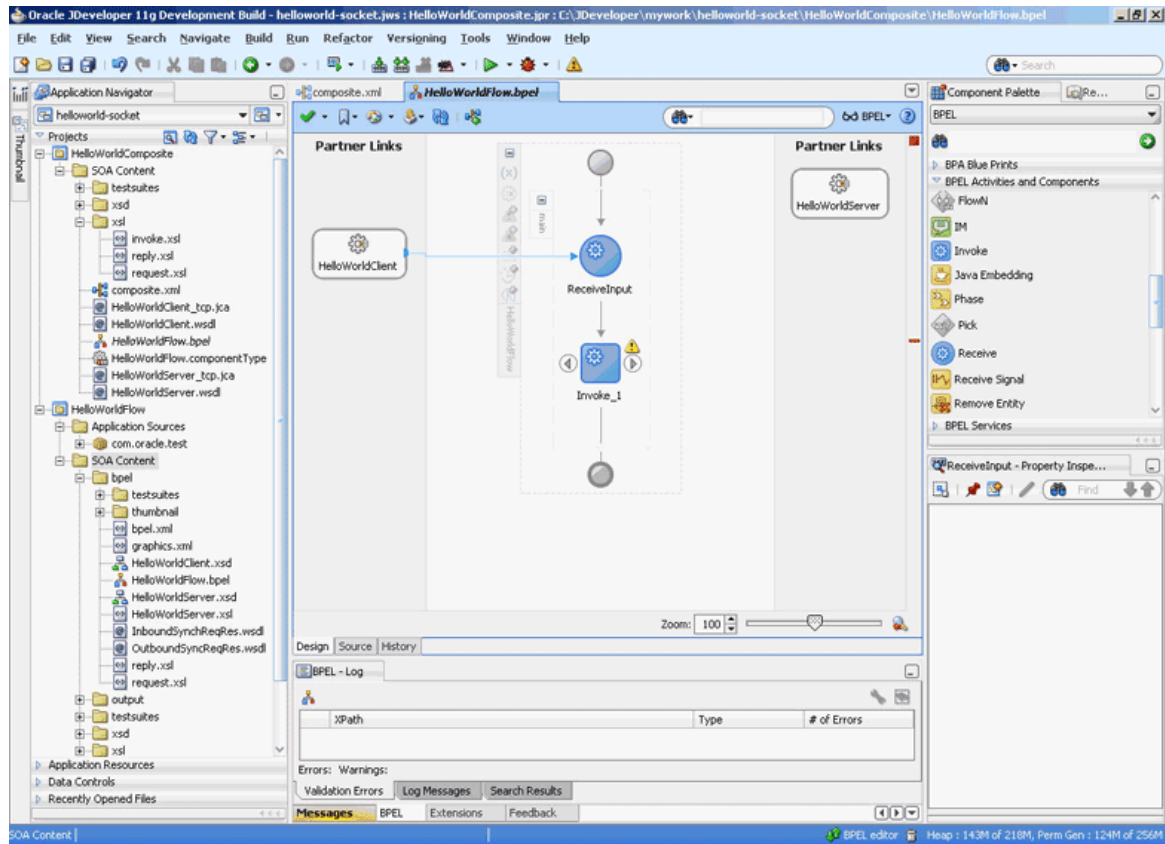 Oracle JDeveloper 11g Development Build - helloworld-socket.jws : HelloWorldComposite.jpr : C:\JDeveloper\mywork\helloworld-socket\HelloWorldComposite\HelloWorldFlow.bpel
File Edit View Search Navigate Build Run Refactor Versioning Tools Window Help
Search
Application Navigator
helloworld-socket
Projects
Thumbnail
HelloWorldComposite
SOA Content
testsuites
xsd
xsl
invoke.xsl
reply.xsl
request.xsl
composite.xml
HelloWorldClient_tcp.jca
HelloWorldClient.wsdl
HelloWorldFlow.bpel
HelloWorldFlow.componentType
HelloWorldServer_tcp.jca
HelloWorldServer.wsdl
HelloWorldFlow
Application Sources
com.oracle.test
SOA Content
bpel
testsuites
thumbnail
bpel.xml
graphics.xml
HelloWorldClient.xsd
HelloWorldFlow.bpel
HelloWorldServer.xsd
HelloWorldServer.xsl
InboundSynchReqRes.wsdl
OutboundSyncReqRes.wsdl
reply.xsl
request.xsl
output
testsuites
xsd
xsl
Application Resources
Data Controls
Recently Opened Files
composite.xml HelloWorldFlow.bpel
BPEL
Partner Links
Partner Links
(x)
main
HelloWorldFlow
HelloWorldClient
HelloWorldServer
ReceiveInput
Invoke_1
Zoom: 100
Design Source History
BPEL - Log
XPath Type # of Errors
Errors: Warnings:
Validation Errors Log Messages Search Results
Messages BPEL Extensions Feedback
Component Palette Re...
BPEL
BPA Blue Prints
BPEL Activities and Components
FlowN
IM
Invoke
Java Embedding
Phase
Pick
Receive
Receive Signal
Remove Entity
BPEL Services
ReceiveInput - Property Inspe...
Find
SOA Content
BPEL editor Heap : 143M of 218M, Perm Gen : 124M of 256M